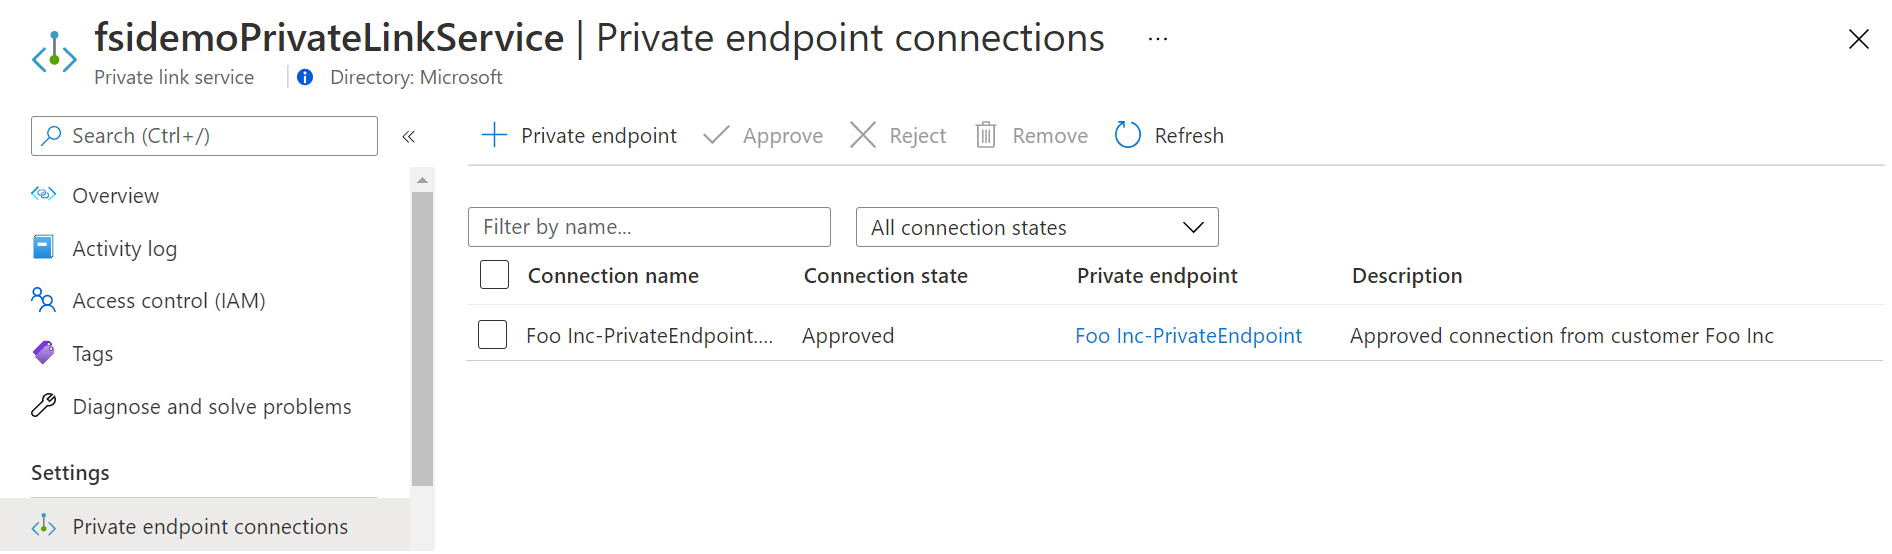 fsidemoPrivateLinkService | Private endpoint connections ...
Private link service
Directory: Microsoft
Search (Ctrl+/)
«
Overview
Activity log
Access control (IAM)
Tags
Diagnose and solve problems
Settings
Private endpoint connections
Private endpoint Approve Reject Remove Refresh
Filter by name... All connection states
Connection name Connection state Private endpoint Description
Foo Inc-PrivateEndpoint.... Approved Foo Inc-PrivateEndpoint Approved connection from customer Foo Inc